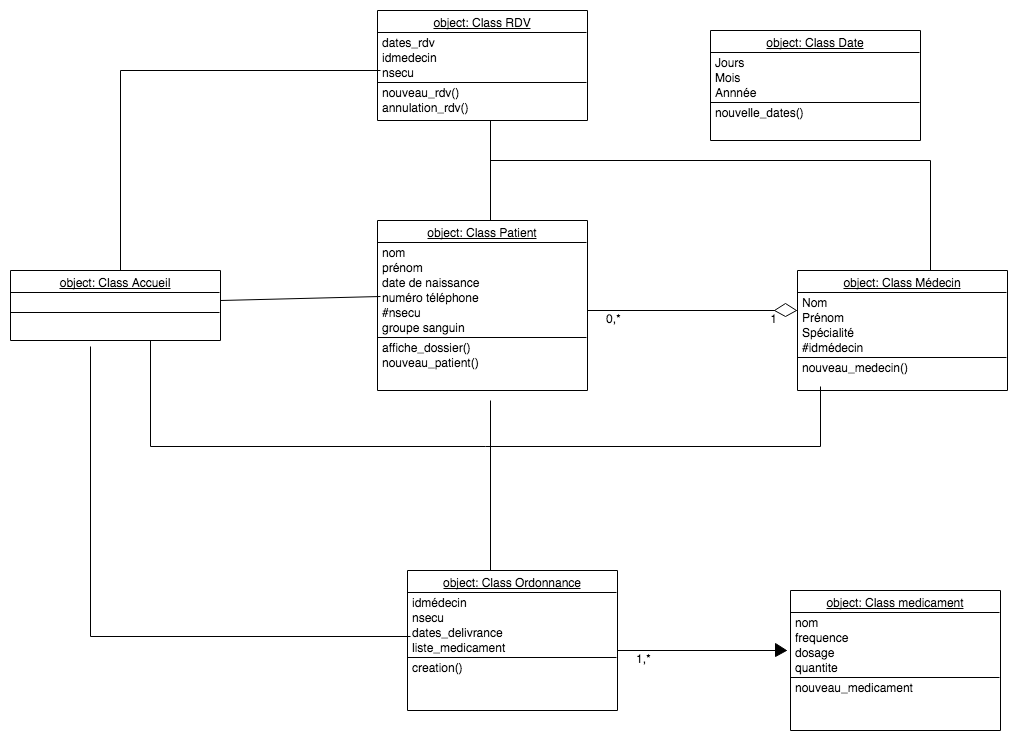 object: Class RDV
dates_rdv
idmedecin
nsecu
nouveau_rdv()
annulation_rdv()
object: Class Date
Jours
Mois
Annnée
nouvelle_dates()
object: Class Accueil
object: Class Patient
nom
prénom
date de naissance
numéro téléphone
#nsecu
groupe sanguin
affiche_dossier()
nouveau_patient()
0,*
1
object: Class Médecin
Nom
Prénom
Spécialité
#idmédecin
nouveau_medecin()
object: Class Ordonnance
idmédecin
nsecu
dates_delivrance
liste_medicament
creation()
1,*
object: Class medicament
nom
frequence
dosage
quantite
nouveau_medicament